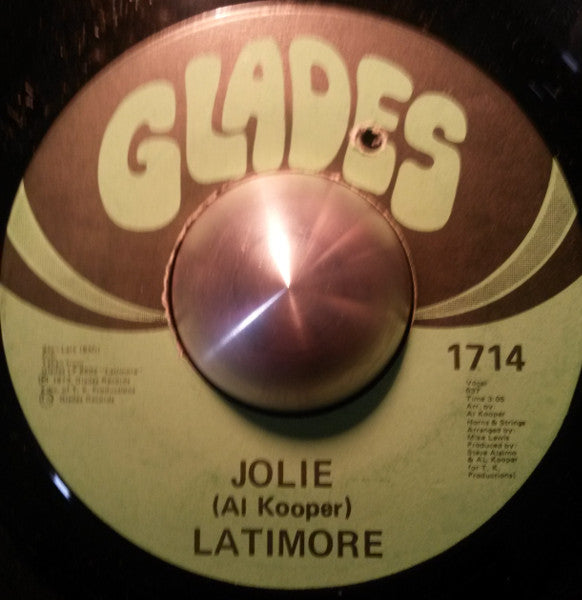 GLADES
1714
Vocal
Time 3:05
Arr. by
Al Kooper
Horns & Strings
Arranged by:
Mike Lewis
Produced by:
Steve Alaimo
& AL Kooper
for T. K.
Productions)
JOLIE
(Al Kooper)
LATIMORE